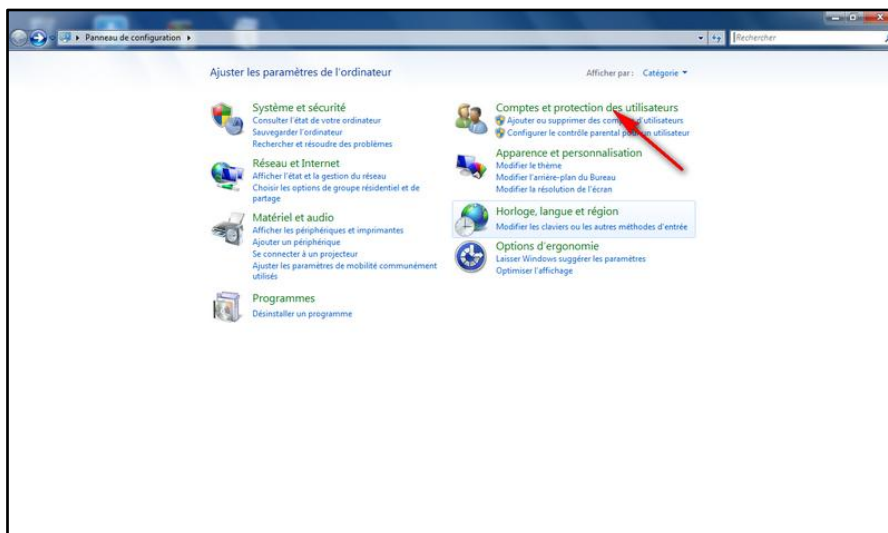 Panneau de configuration
Rechercher
Ajuster les paramètres de l'ordinateur
Afficher par : Catégorie
Système et sécurité
Consulter l'état de votre ordinateur
Sauvegarder l'ordinateur
Rechercher et résoudre des problèmes
Réseau et Internet
Afficher l'état et la gestion du réseau
Choisir les options de groupe résidentiel et de
partage
Matériel et audio
Afficher les périphériques et imprimantes
Ajouter un périphérique
Se connecter à un projecteur
Ajuster les paramètres de mobilité communément
utilisés
Programmes
Désinstaller un programme
Comptes et protection des utilisateurs
Ajouter ou supprimer des comptes d'utilisateurs
Configurer le contrôle parental pour un utilisateur
Apparence et personnalisation
Modifier le thème
Modifier l'arrière-plan du Bureau
Modifier la résolution de l'écran
Horloge, langue et région
Modifier les claviers ou les autres méthodes d'entrée
Options d'ergonomie
Laisser Windows suggérer les paramètres
Optimiser l'affichage